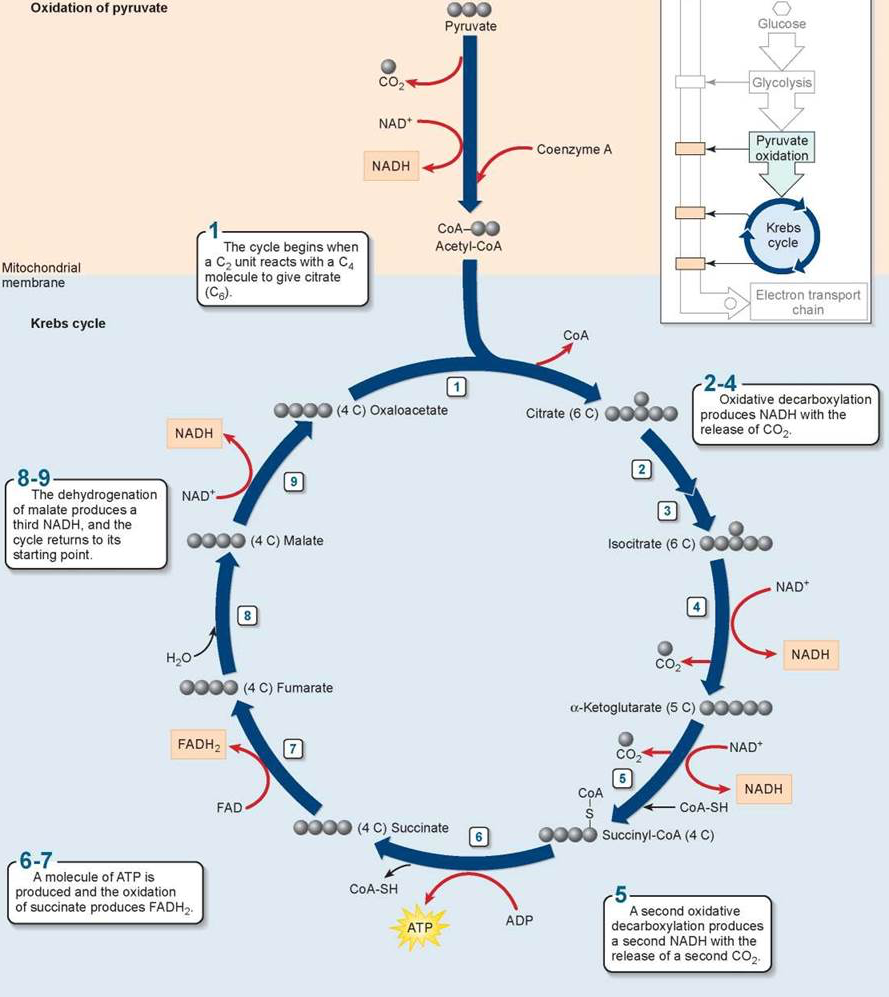 Oxidation of pyruvate
Pyruvate
CO₂
NAD⁺
NADH
Coenzyme A
CoA–
Acetyl-CoA
1
The cycle begins when
a C₂ unit reacts with a C₄
molecule to give citrate
(C₆).
Mitochondrial
membrane
Krebs cycle
Glucose
Glycolysis
Pyruvate
oxidation
Krebs
cycle
Electron transport
chain
CoA
1
(4 C) Oxaloacetate
Citrate (6 C)
2-4
Oxidative decarboxylation
produces NADH with the
release of CO₂.
2
3
Isocitrate (6 C)
4
NAD⁺
NADH
CO₂
α-Ketoglutarate (5 C)
CO₂
NAD⁺
NADH
5
CoA
S
CoA-SH
Succinyl-CoA (4 C)
5
A second oxidative
decarboxylation produces
a second NADH with the
release of a second CO₂.
6
CoA-SH
ATP
ADP
(4 C) Succinate
6-7
A molecule of ATP is
produced and the oxidation
of succinate produces FADH₂.
7
FADH₂
FAD
(4 C) Fumarate
8
H₂O
(4 C) Malate
8-9
The dehydrogenation
of malate produces a
third NADH, and the
cycle returns to its
starting point.
9
NADH
NAD⁺